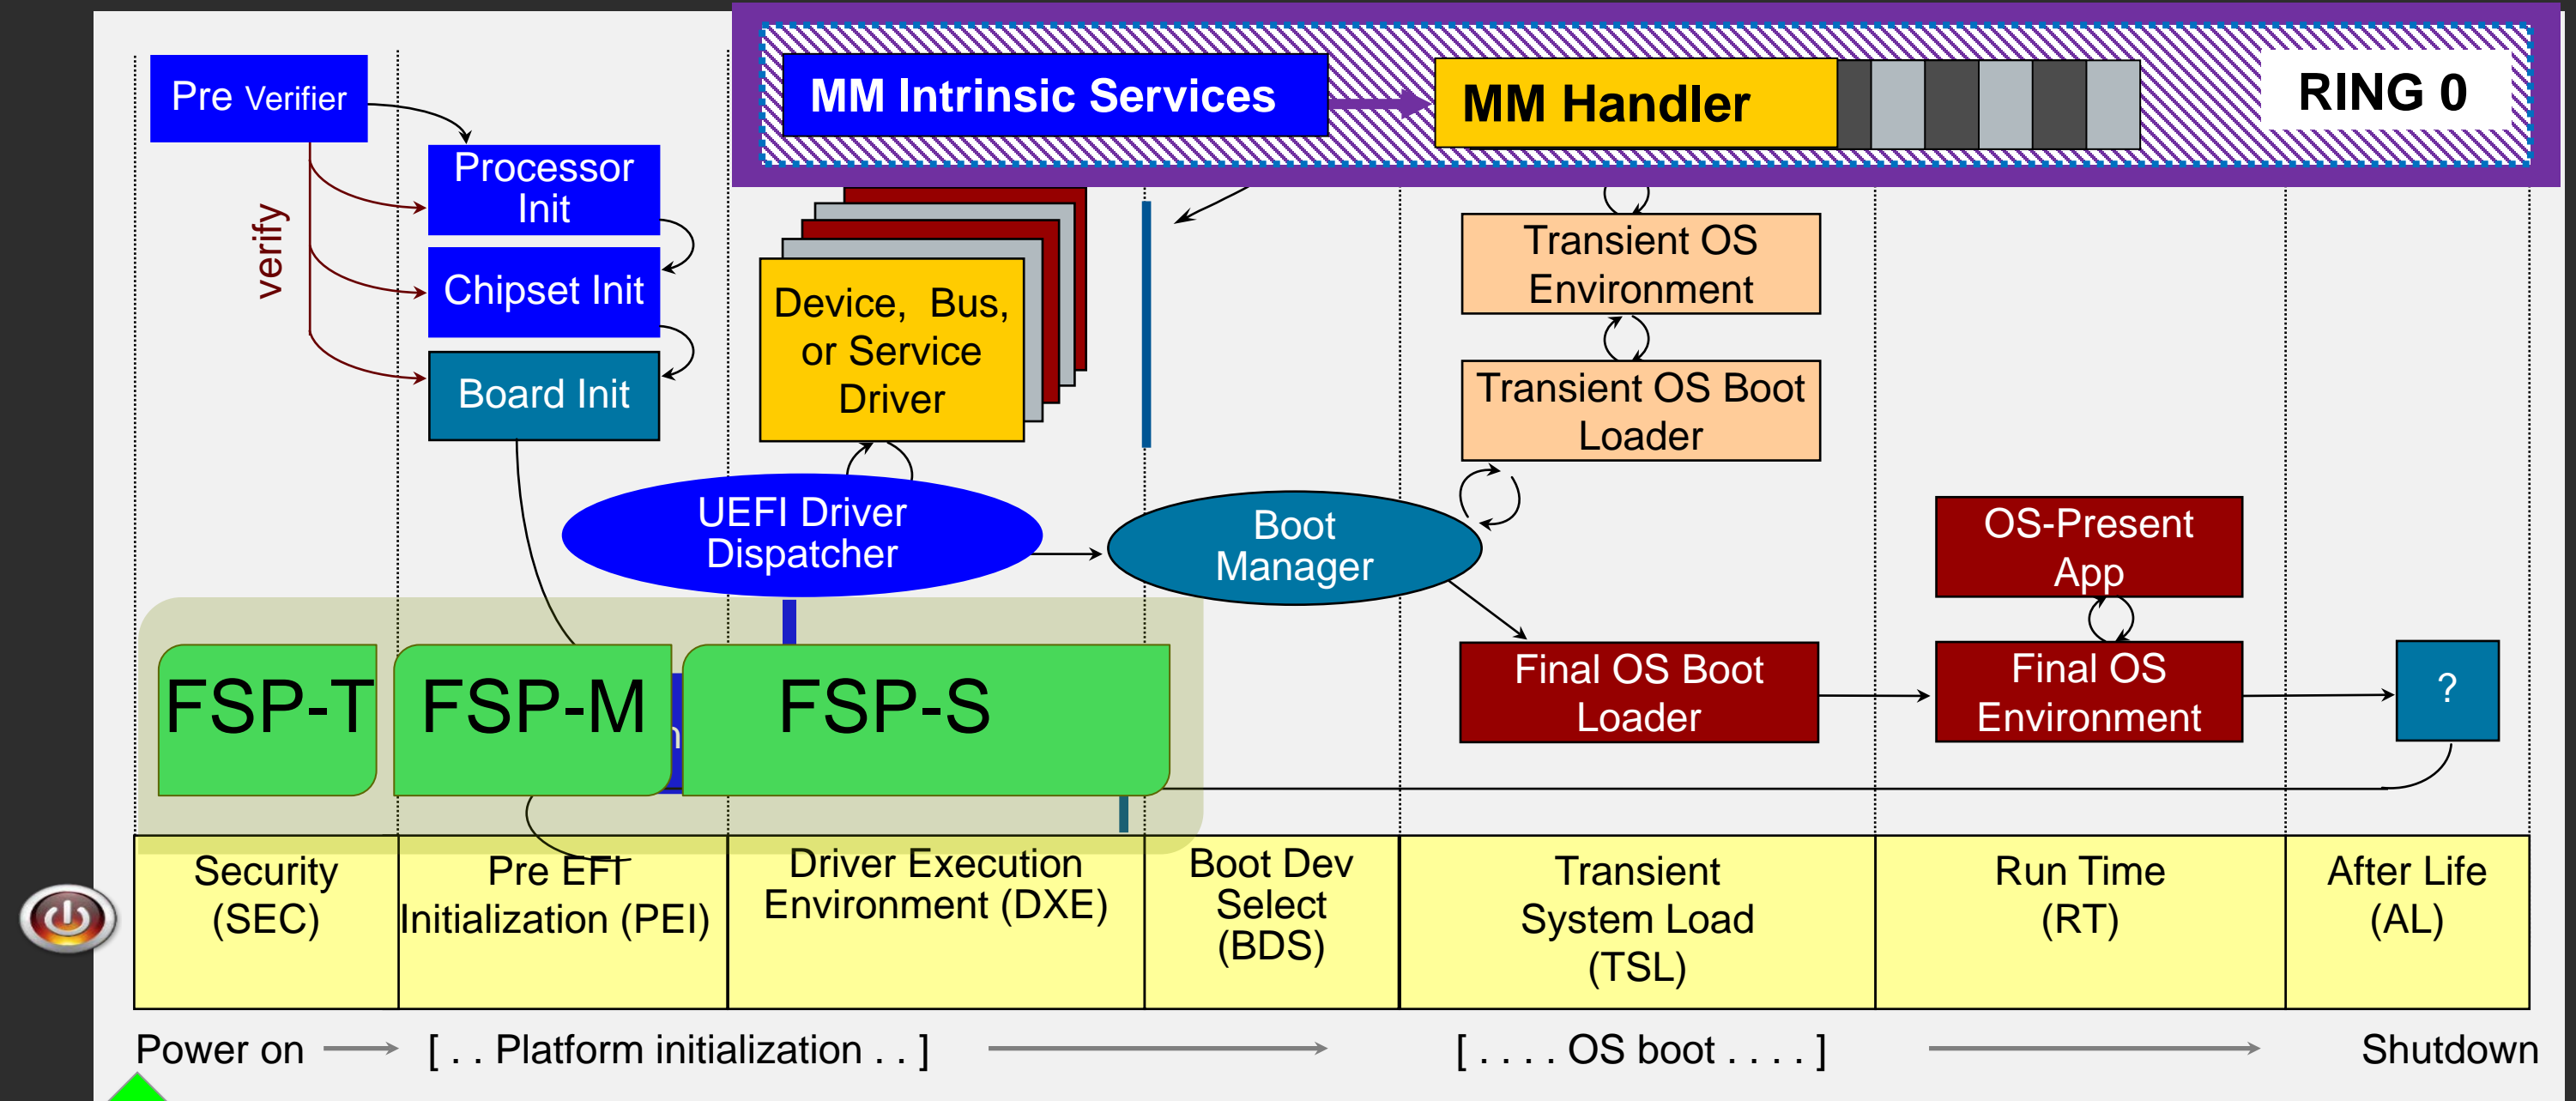 MM Intrinsic Services
MM Handler
RING 0
Pre Verifier
Processor
Init
verify
Chipset Init
Board Init
Device, Bus,
or Service
Driver
Transient OS
Environment
Transient OS Boot
Loader
UEFI Driver
Dispatcher
Boot
Manager
OS-Present
App
Final OS Boot
Loader
Final OS
Environment
?
FSP-T
FSP-M
FSP-S
Security
(SEC)
Pre EFI
Initialization (PEI)
Driver Execution
Environment (DXE)
Boot Dev
Select
(BDS)
Transient
System Load
(TSL)
Run Time
(RT)
After Life
(AL)
Power on
[ . . Platform initialization . . ]
[ . . . . OS boot . . . . ]
Shutdown